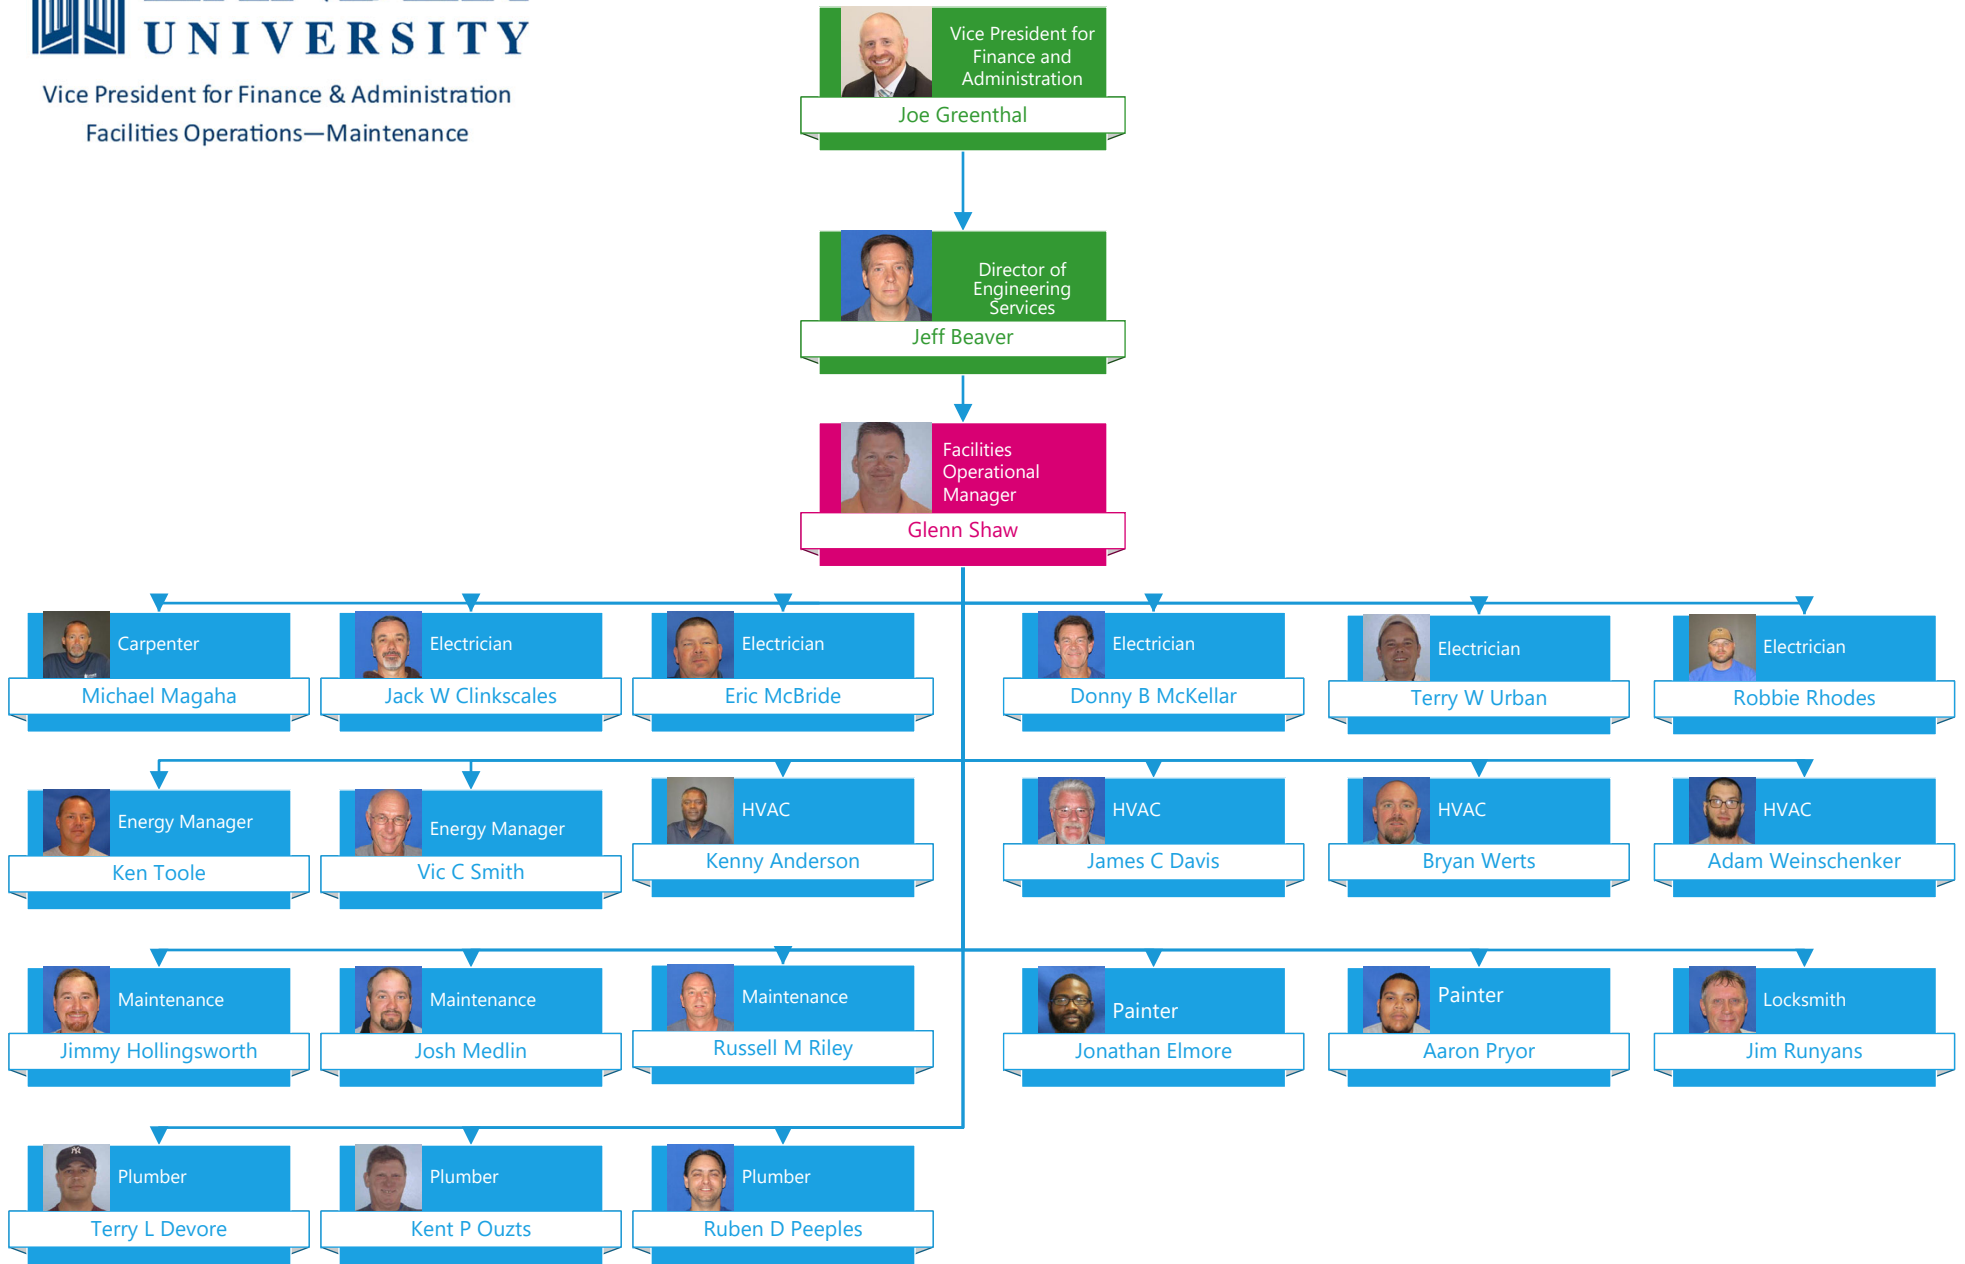 UNIVERSITY
Vice President for Finance & Administration
Facilities Operations—Maintenance
Vice President for
Finance and
Administration
Joe Greenthal
Director of
Engineering
Services
Jeff Beaver
Facilities
Operational
Manager
Glenn Shaw
Carpenter
Michael Magaha
Electrician
Jack W Clinkscales
Electrician
Eric McBride
Electrician
Donny B McKellar
Electrician
Terry W Urban
Electrician
Robbie Rhodes
Energy Manager
Ken Toole
Energy Manager
Vic C Smith
HVAC
Kenny Anderson
HVAC
James C Davis
HVAC
Bryan Werts
HVAC
Adam Weinschenker
Maintenance
Jimmy Hollingsworth
Maintenance
Josh Medlin
Maintenance
Russell M Riley
Painter
Jonathan Elmore
Painter
Aaron Pryor
Locksmith
Jim Runyans
Plumber
Terry L Devore
Plumber
Kent P Ouzts
Plumber
Ruben D Peeples